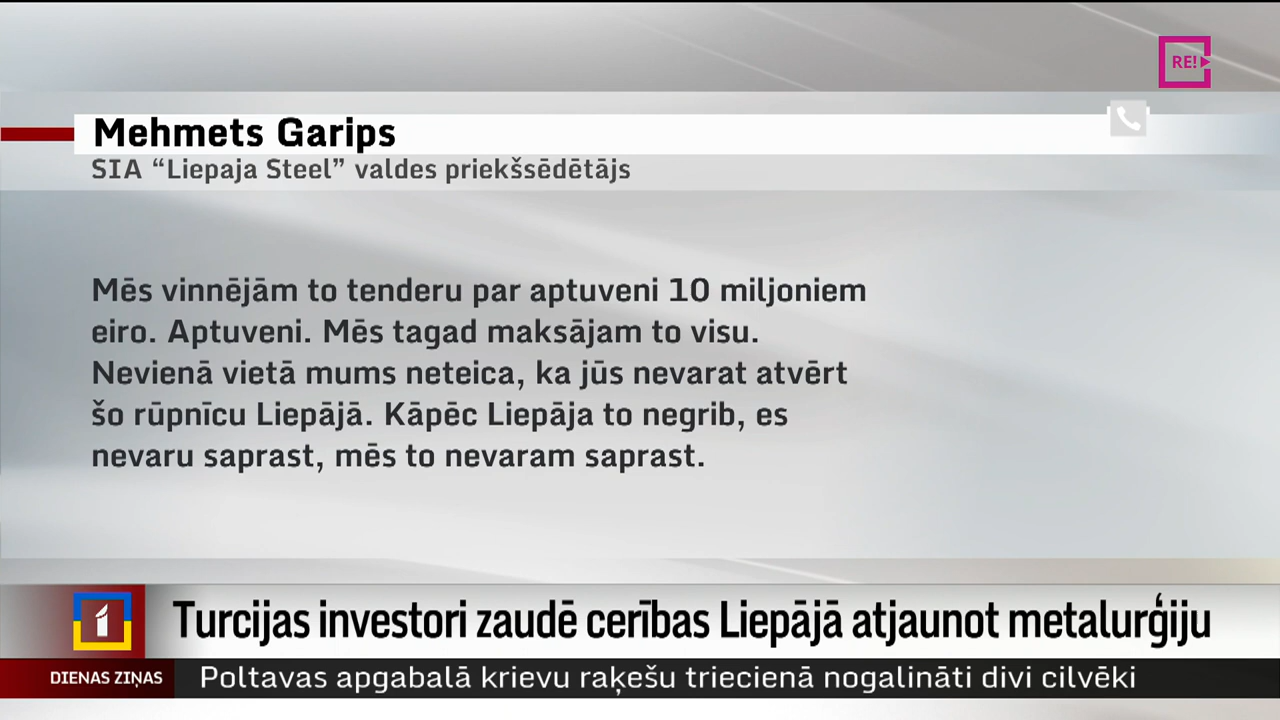 RE!
Mehmets Garips
SIA “Liepaja Steel” valdes priekšsēdētājs
Mēs vinnējām to tenderu par aptuveni 10 miljoniem
eiro. Aptuveni. Mēs tagad maksājam to visu.
Nevienā vietā mums neteica, ka jūs nevarat atvērt
šo rūpnīcu Liepājā. Kāpēc Liepāja to negrib, es
nevaru saprast, mēs to nevaram saprast.
1
Turcijas investori zaudē cerības Liepājā atjaunot metalurģiju
DIENAS ZIŅAS
Poltavas apgabalā krievu raķešu triecienā nogalināti divi cilvēki